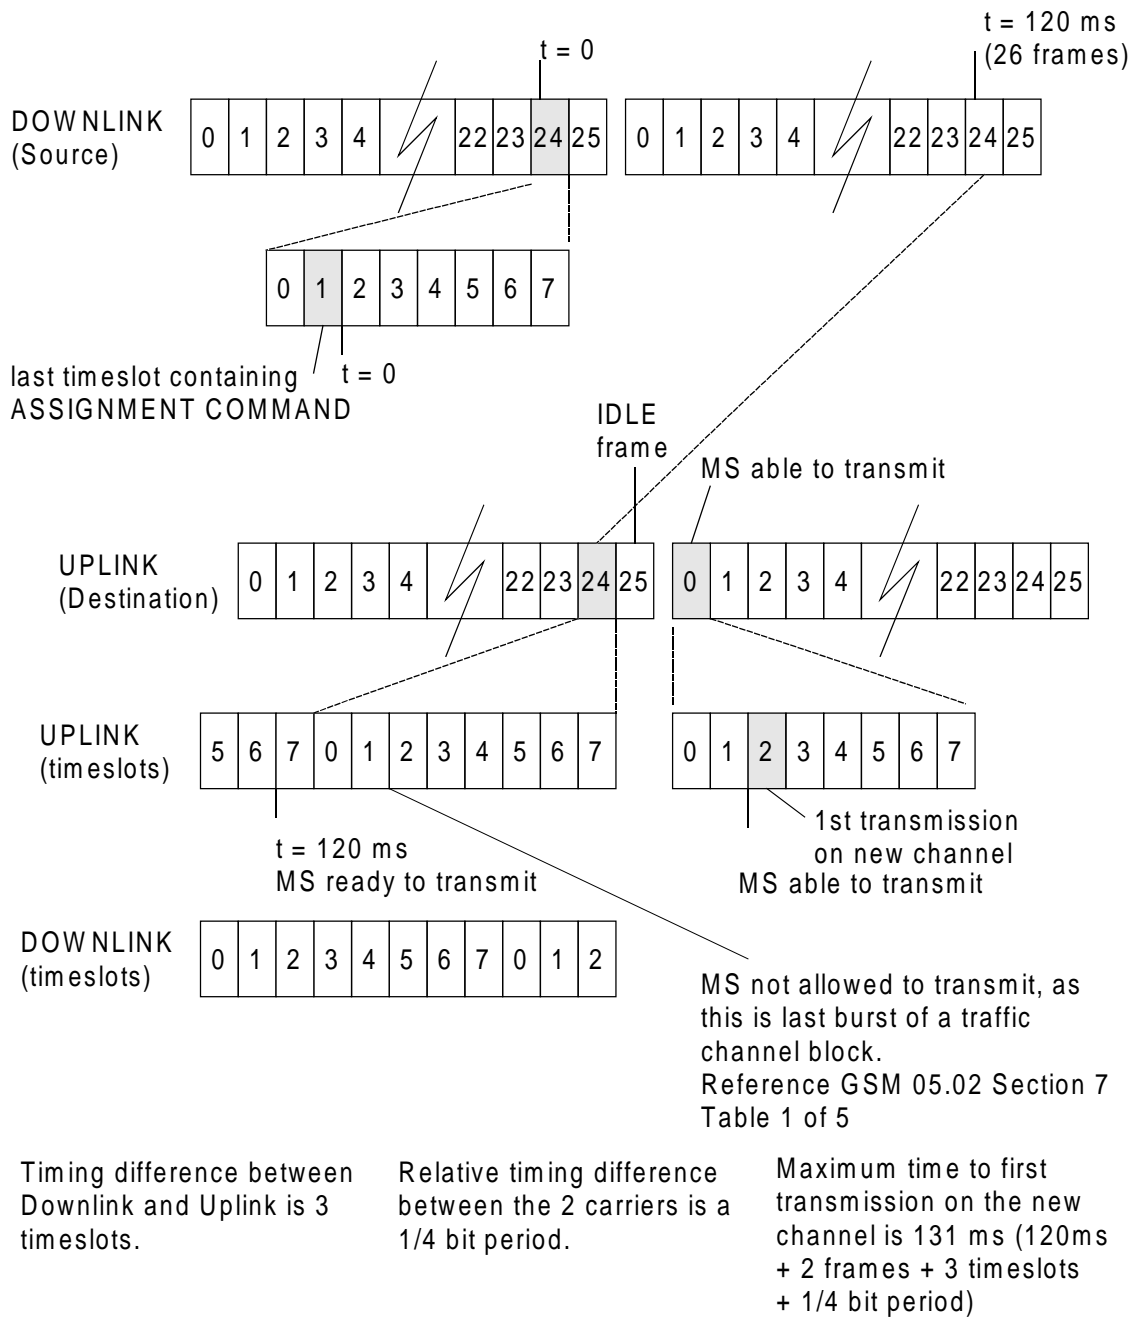 t = 120 ms
(26 frames)
t = 0
DOWNLINK
(Source)
0 1 2 3 4 22 23 24 25 0 1 2 3 4 22 23 24 25
0 1 2 3 4 5 6 7
last timeslot containing
ASSIGNMENT COMMAND
t = 0
IDLE
frame
MS able to transmit
UPLINK
(Destination)
0 1 2 3 4 22 23 24 25 0 1 2 3 4 22 23 24 25
UPLINK
(timeslots)
5 6 7 0 1 2 3 4 5 6 7 0 1 2 3 4 5 6 7
t = 120 ms
MS ready to transmit
1st transmission
on new channel
MS able to transmit
DOWNLINK
(timeslots)
0 1 2 3 4 5 6 7 0 1 2
MS not allowed to transmit, as
this is last burst of a traffic
channel block.
Reference GSM 05.02 Section 7
Table 1 of 5
Timing difference between
Downlink and Uplink is 3
timeslots.
Relative timing difference
between the 2 carriers is a
1/4 bit period.
Maximum time to first
transmission on the new
channel is 131 ms (120ms
+ 2 frames + 3 timeslots
+ 1/4 bit period)